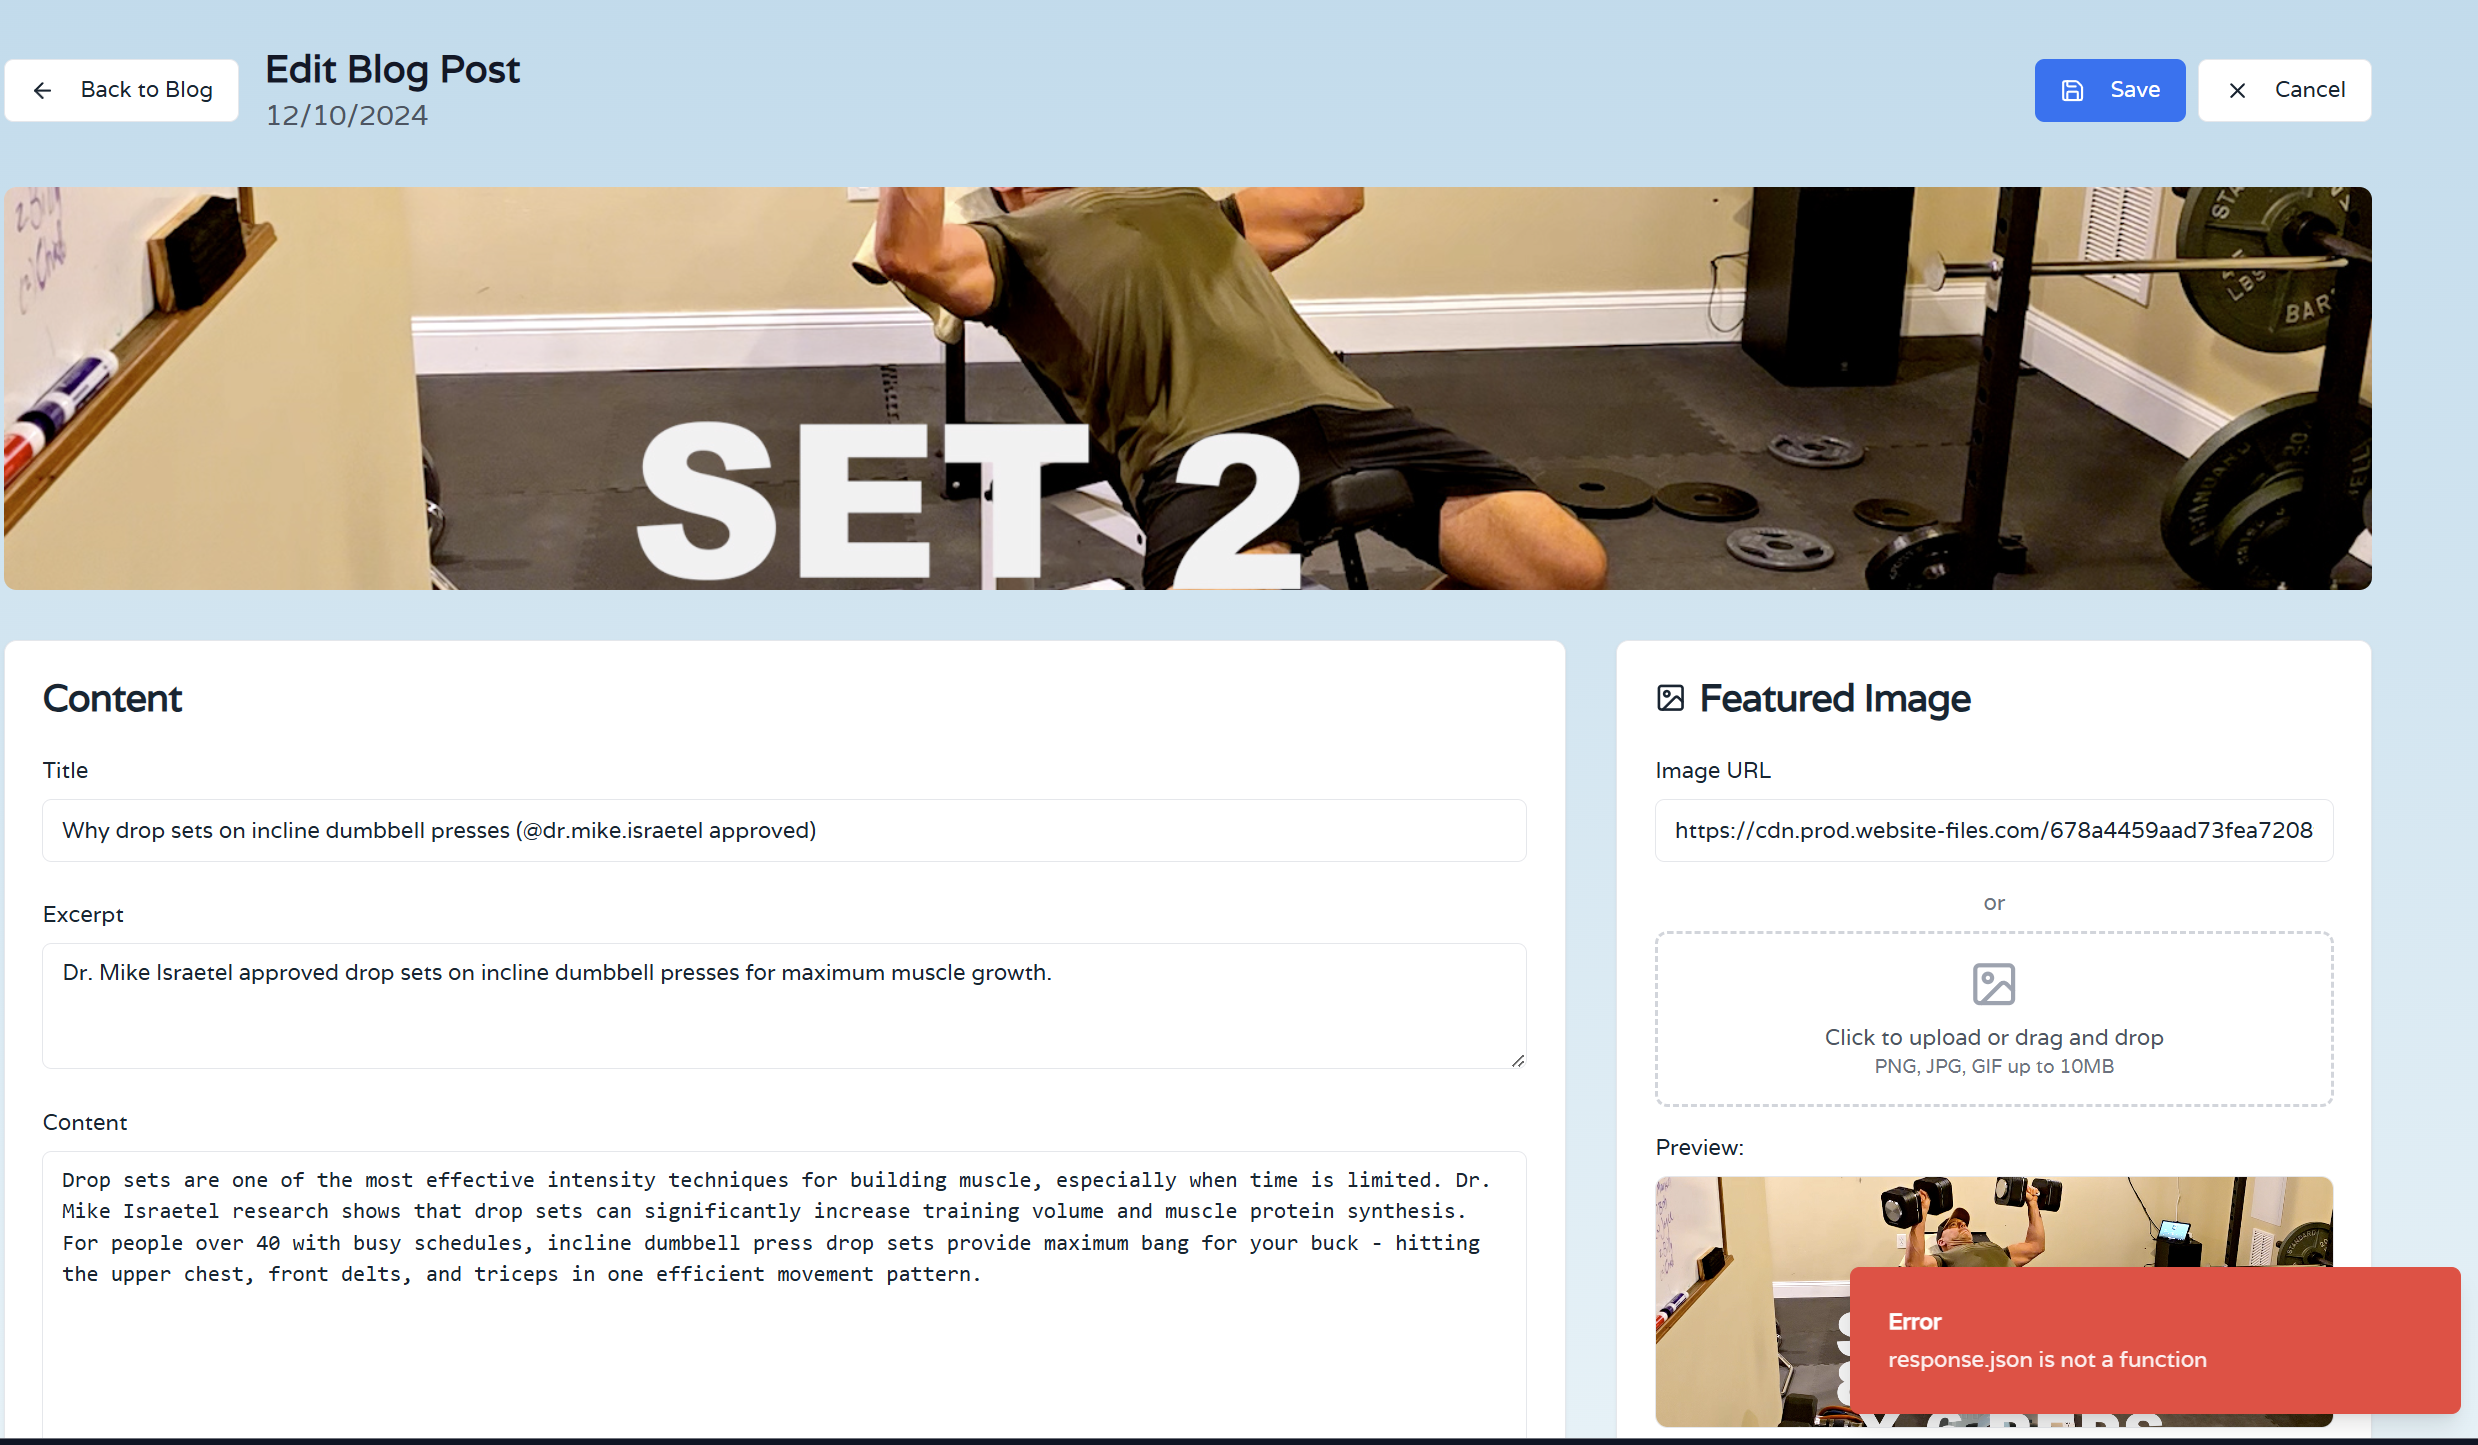 Back to Blog
Edit Blog Post
12/10/2024
Save
Cancel
STA
45
LBS
BAR
SET 2
STANDARD
20
Content
Title
Why drop sets on incline dumbbell presses (@dr.mike.israetel approved)
Excerpt
Dr. Mike Israetel approved drop sets on incline dumbbell presses for maximum muscle growth.
Content
Drop sets are one of the most effective intensity techniques for building muscle, especially when time is limited. Dr.
Mike Israetel research shows that drop sets can significantly increase training volume and muscle protein synthesis.
For people over 40 with busy schedules, incline dumbbell press drop sets provide maximum bang for your buck - hitting
the upper chest, front delts, and triceps in one efficient movement pattern.
Featured Image
Image URL
https://cdn.prod.website-files.com/678a4459aad73fea7208
or
Click to upload or drag and drop
PNG, JPG, GIF up to 10MB
Preview:
STANDARD
Error
response.json is not a function